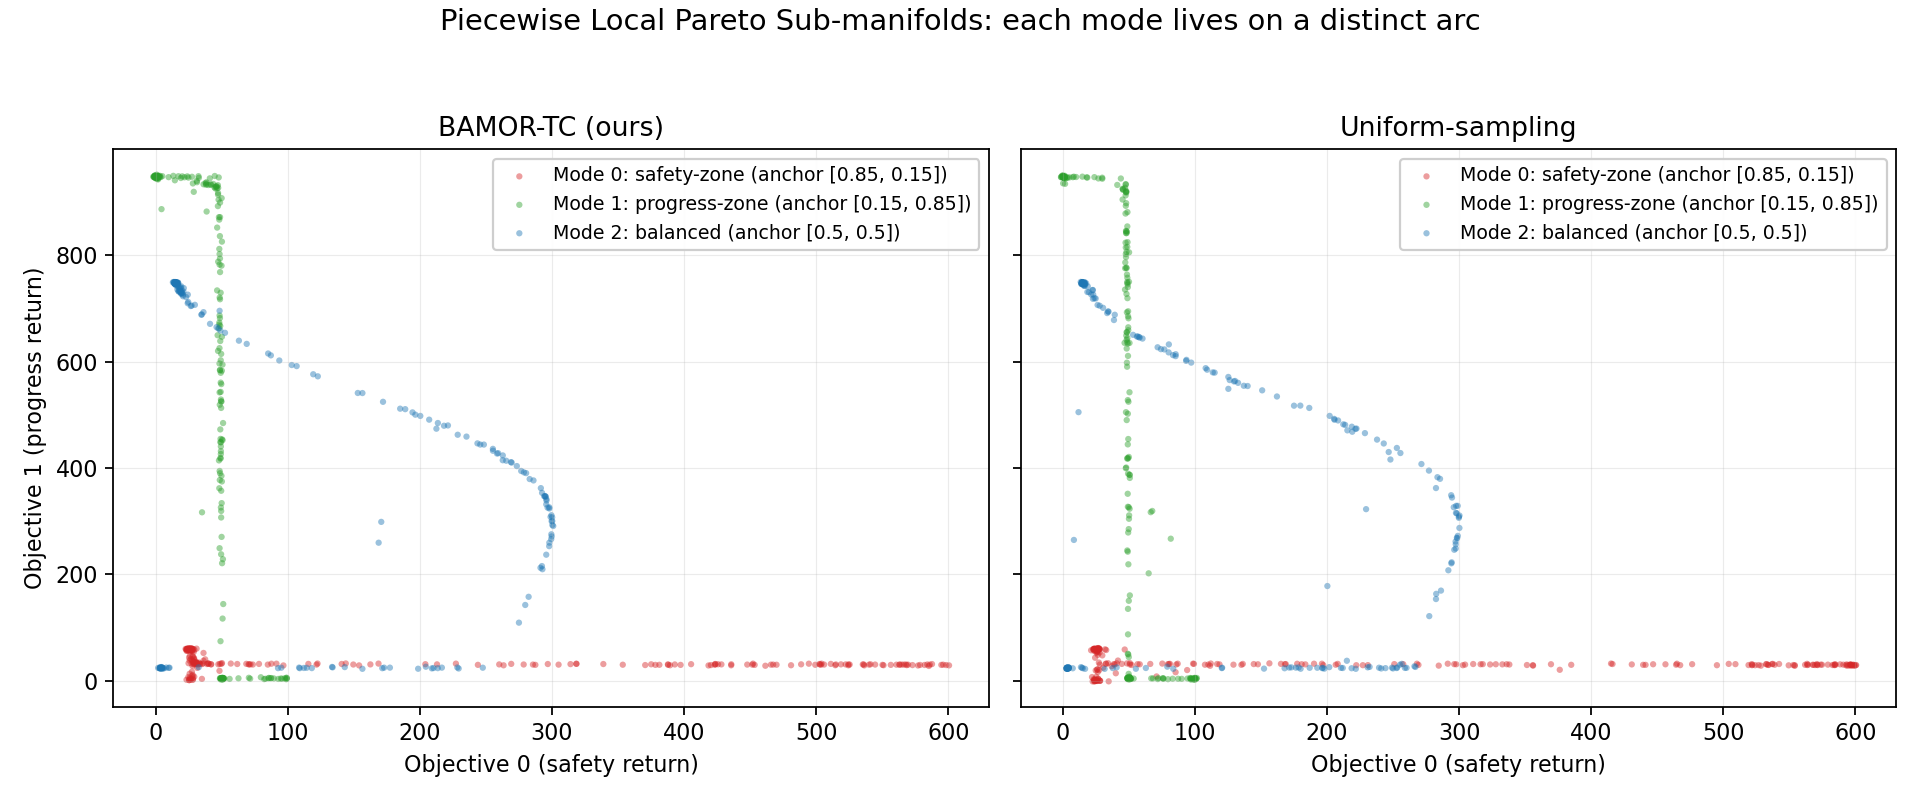 Piecewise Local Pareto Sub-manifolds: each mode lives on a distinct arc
BAMOR-TC (ours)
Mode 0: safety-zone (anchor [0.85, 0.15])
Mode 1: progress-zone (anchor [0.15, 0.85])
Mode 2: balanced (anchor [0.5, 0.5])
Objective 1 (progress return)
800
600
400
200
0
0 100 200 300 400 500 600
Objective 0 (safety return)
Uniform-sampling
Mode 0: safety-zone (anchor [0.85, 0.15])
Mode 1: progress-zone (anchor [0.15, 0.85])
Mode 2: balanced (anchor [0.5, 0.5])
0 100 200 300 400 500 600
Objective 0 (safety return)